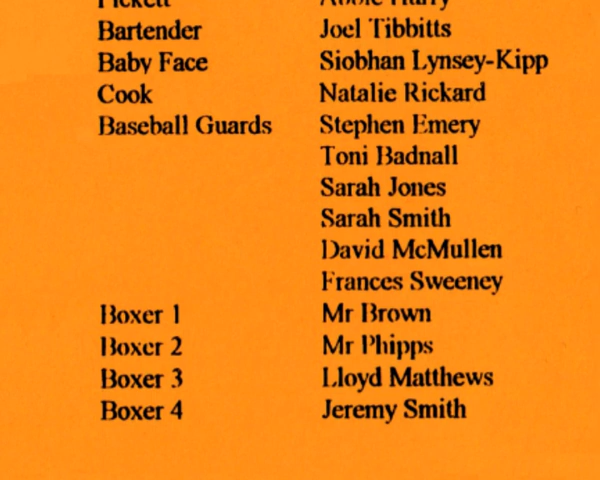 Bartender Joel Tibbitts
Baby Face Siobhan Lynsey-Kipp
Cook Natalie Rickard
Baseball Guards Stephen Emery
Toni Badnall
Sarah Jones
Sarah Smith
David McMullen
Frances Sweeney
Boxer 1 Mr Brown
Boxer 2 Mr Phipps
Boxer 3 Lloyd Matthews
Boxer 4 Jeremy Smith